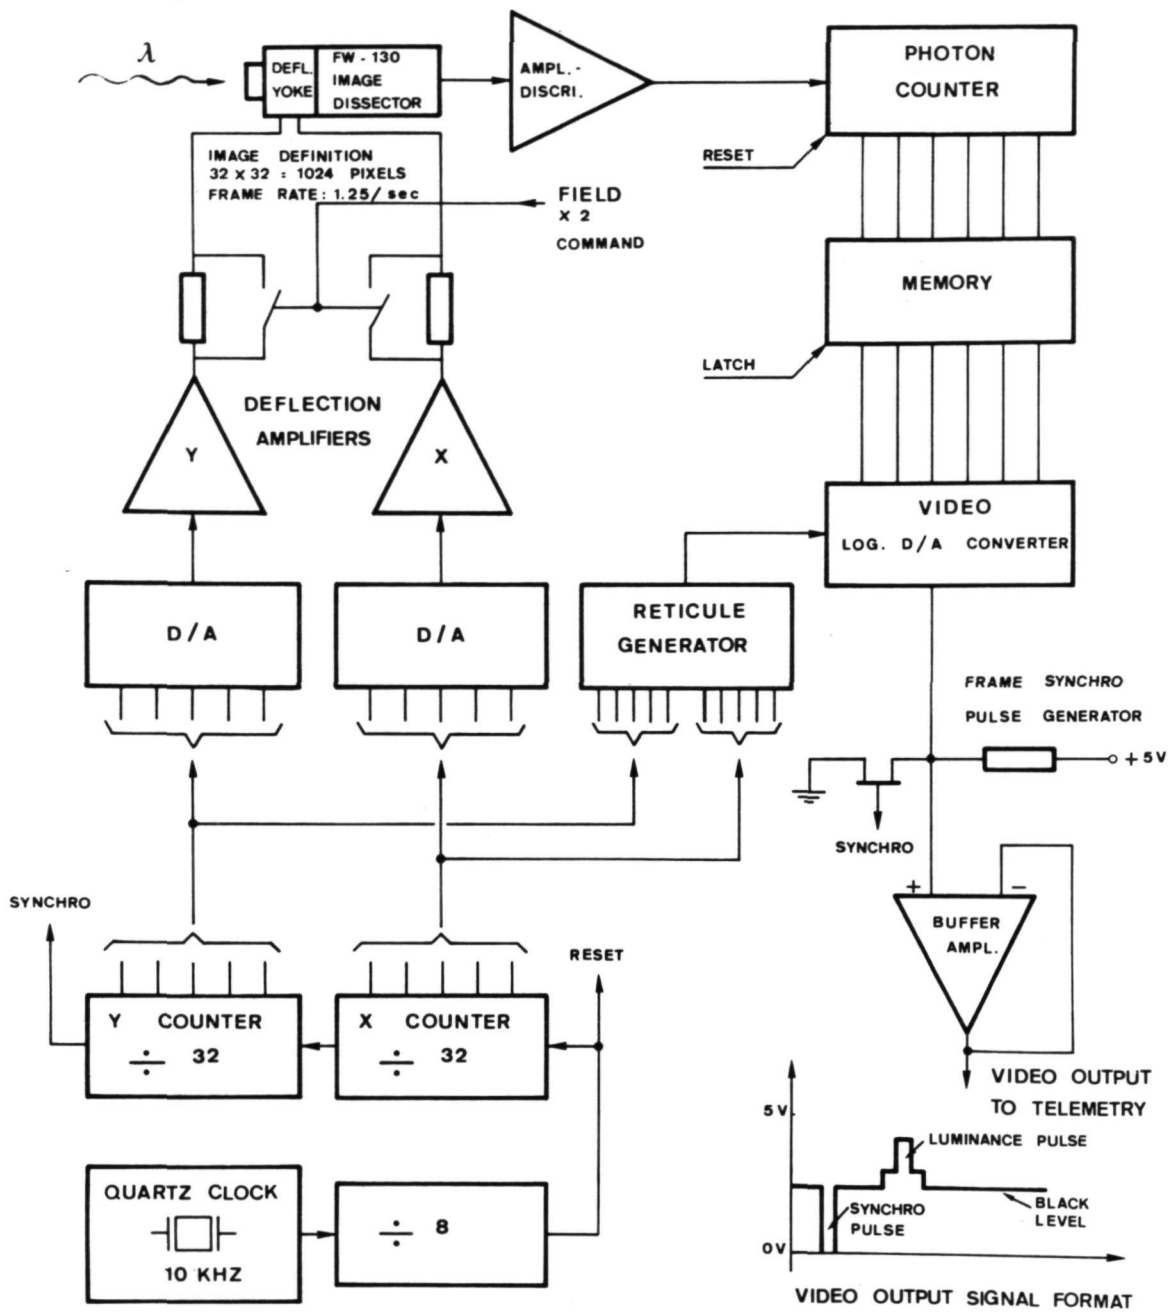 λ
DEFL.
YOKE
FW - 130
IMAGE
DISSECTOR
AMPL. -
DISCRI.
PHOTON
COUNTER
RESET
IMAGE DEFINITION
32 X 32 = 1024 PIXELS
FRAME RATE: 1.25/ sec
FIELD
X 2
COMMAND
MEMORY
LATCH
DEFLECTION
AMPLIFIERS
Y
X
VIDEO
LOG. D/A CONVERTER
D/A
D/A
RETICULE
GENERATOR
FRAME SYNCHRO
PULSE GENERATOR
+ 5V
SYNCHRO
+
−
BUFFER
AMPL.
SYNCHRO
RESET
Y COUNTER
÷ 32
X COUNTER
÷ 32
VIDEO OUTPUT
TO TELEMETRY
QUARTZ CLOCK
10 KHZ
÷ 8
5V
LUMINANCE PULSE
SYNCHRO
PULSE
BLACK
LEVEL
0V
VIDEO OUTPUT SIGNAL FORMAT